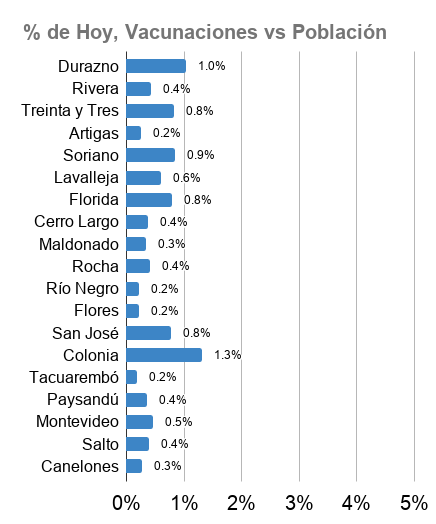 % de Hoy, Vacunaciones vs Población
Durazno 1.0%
Rivera 0.4%
Treinta y Tres 0.8%
Artigas 0.2%
Soriano 0.9%
Lavalleja 0.6%
Florida 0.8%
Cerro Largo 0.4%
Maldonado 0.3%
Rocha 0.4%
Río Negro 0.2%
Flores 0.2%
San José 0.8%
Colonia 1.3%
Tacuarembó 0.2%
Paysandú 0.4%
Montevideo 0.5%
Salto 0.4%
Canelones 0.3%
0% 1% 2% 3% 4% 5%